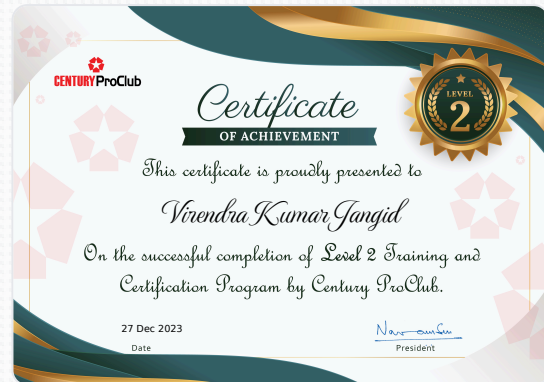 CENTURY ProClub
LEVEL
2
Certificate
OF ACHIEVEMENT
This certificate is proudly presented to
Virendra Kumar Jangid
On the successful completion of Level 2 Training and
Certification Program by Century ProClub.
27 Dec 2023
Date
President